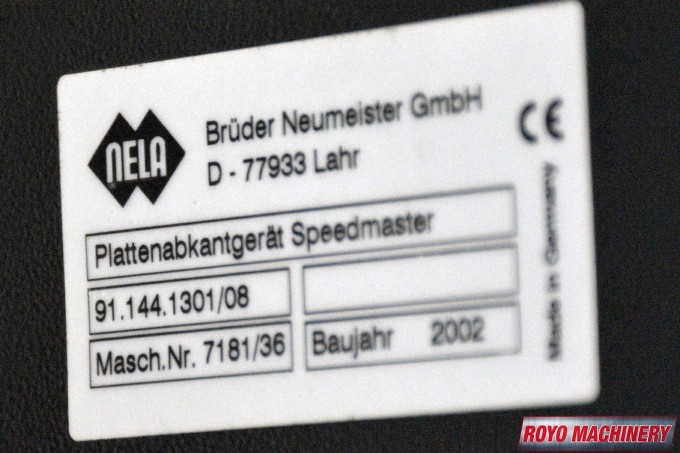 NELA
Brüder Neumeister GmbH
D - 77933 Lahr
CE
Made in Germany
Plattenabkantgerät Speedmaster
91.144.1301/08
Masch.Nr. 7181/36
Baujahr 2002
ROYO MACHINERY